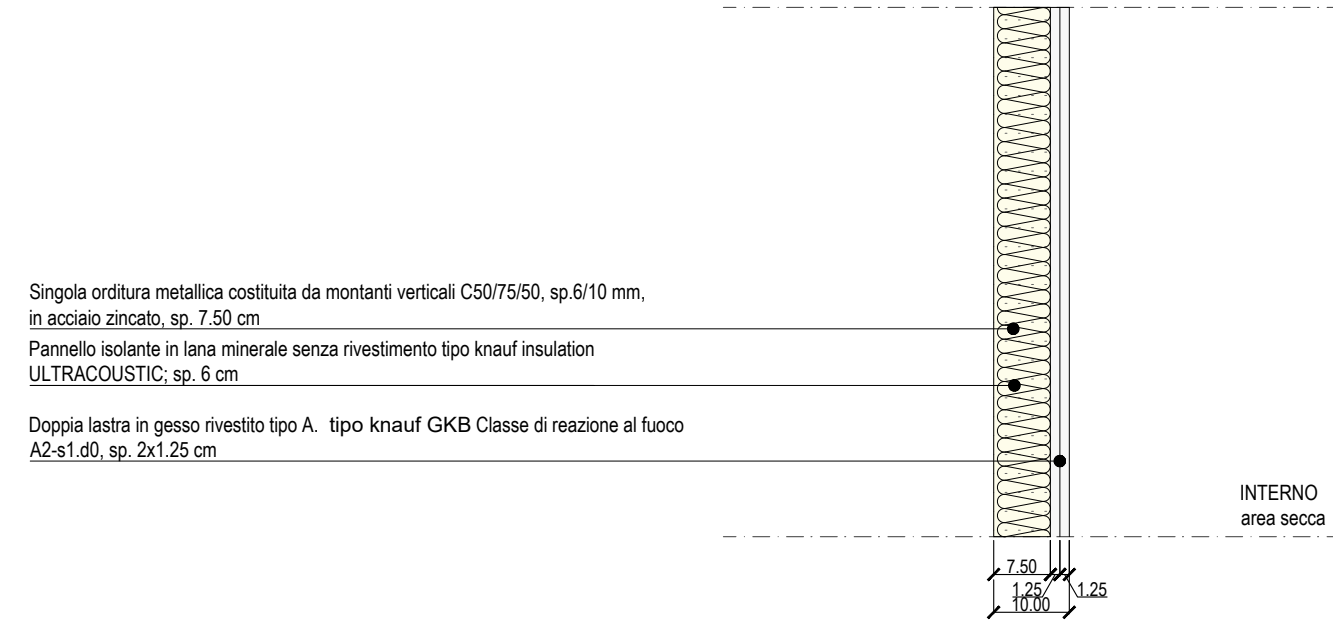 Singola orditura metallica costituita da montanti verticali C50/75/50, sp.6/10 mm,
in acciaio zincato, sp. 7.50 cm
Pannello isolante in lana minerale senza rivestimento tipo knauf insulation
ULTRACOUSTIC; sp. 6 cm
Doppia lastra in gesso rivestito tipo A. tipo knauf GKB Classe di reazione al fuoco
A2-s1.d0, sp. 2x1.25 cm
INTERNO
area secca
7.50
1.25 1.25
10.00